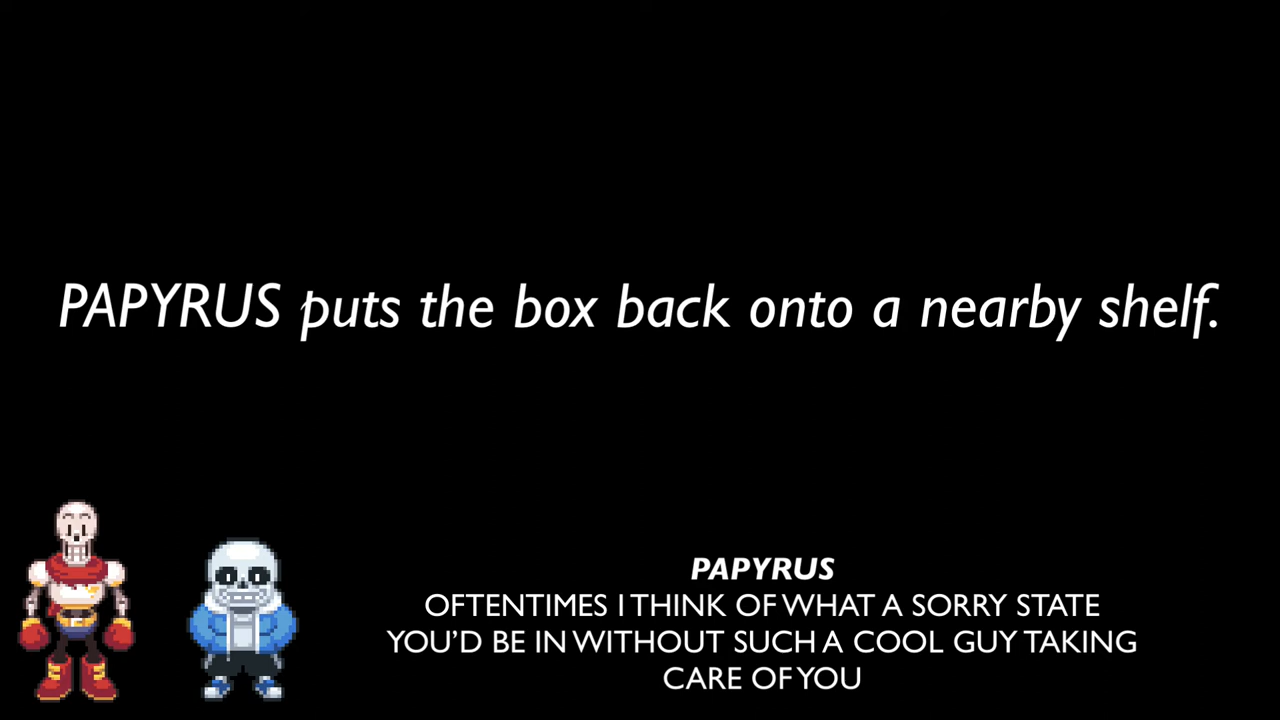 PAPYRUS puts the box back onto a nearby shelf.
PAPYRUS
OFTENTIMES I THINK OF WHAT A SORRY STATE
YOU'D BE IN WITHOUT SUCH A COOL GUY TAKING
CARE OF YOU